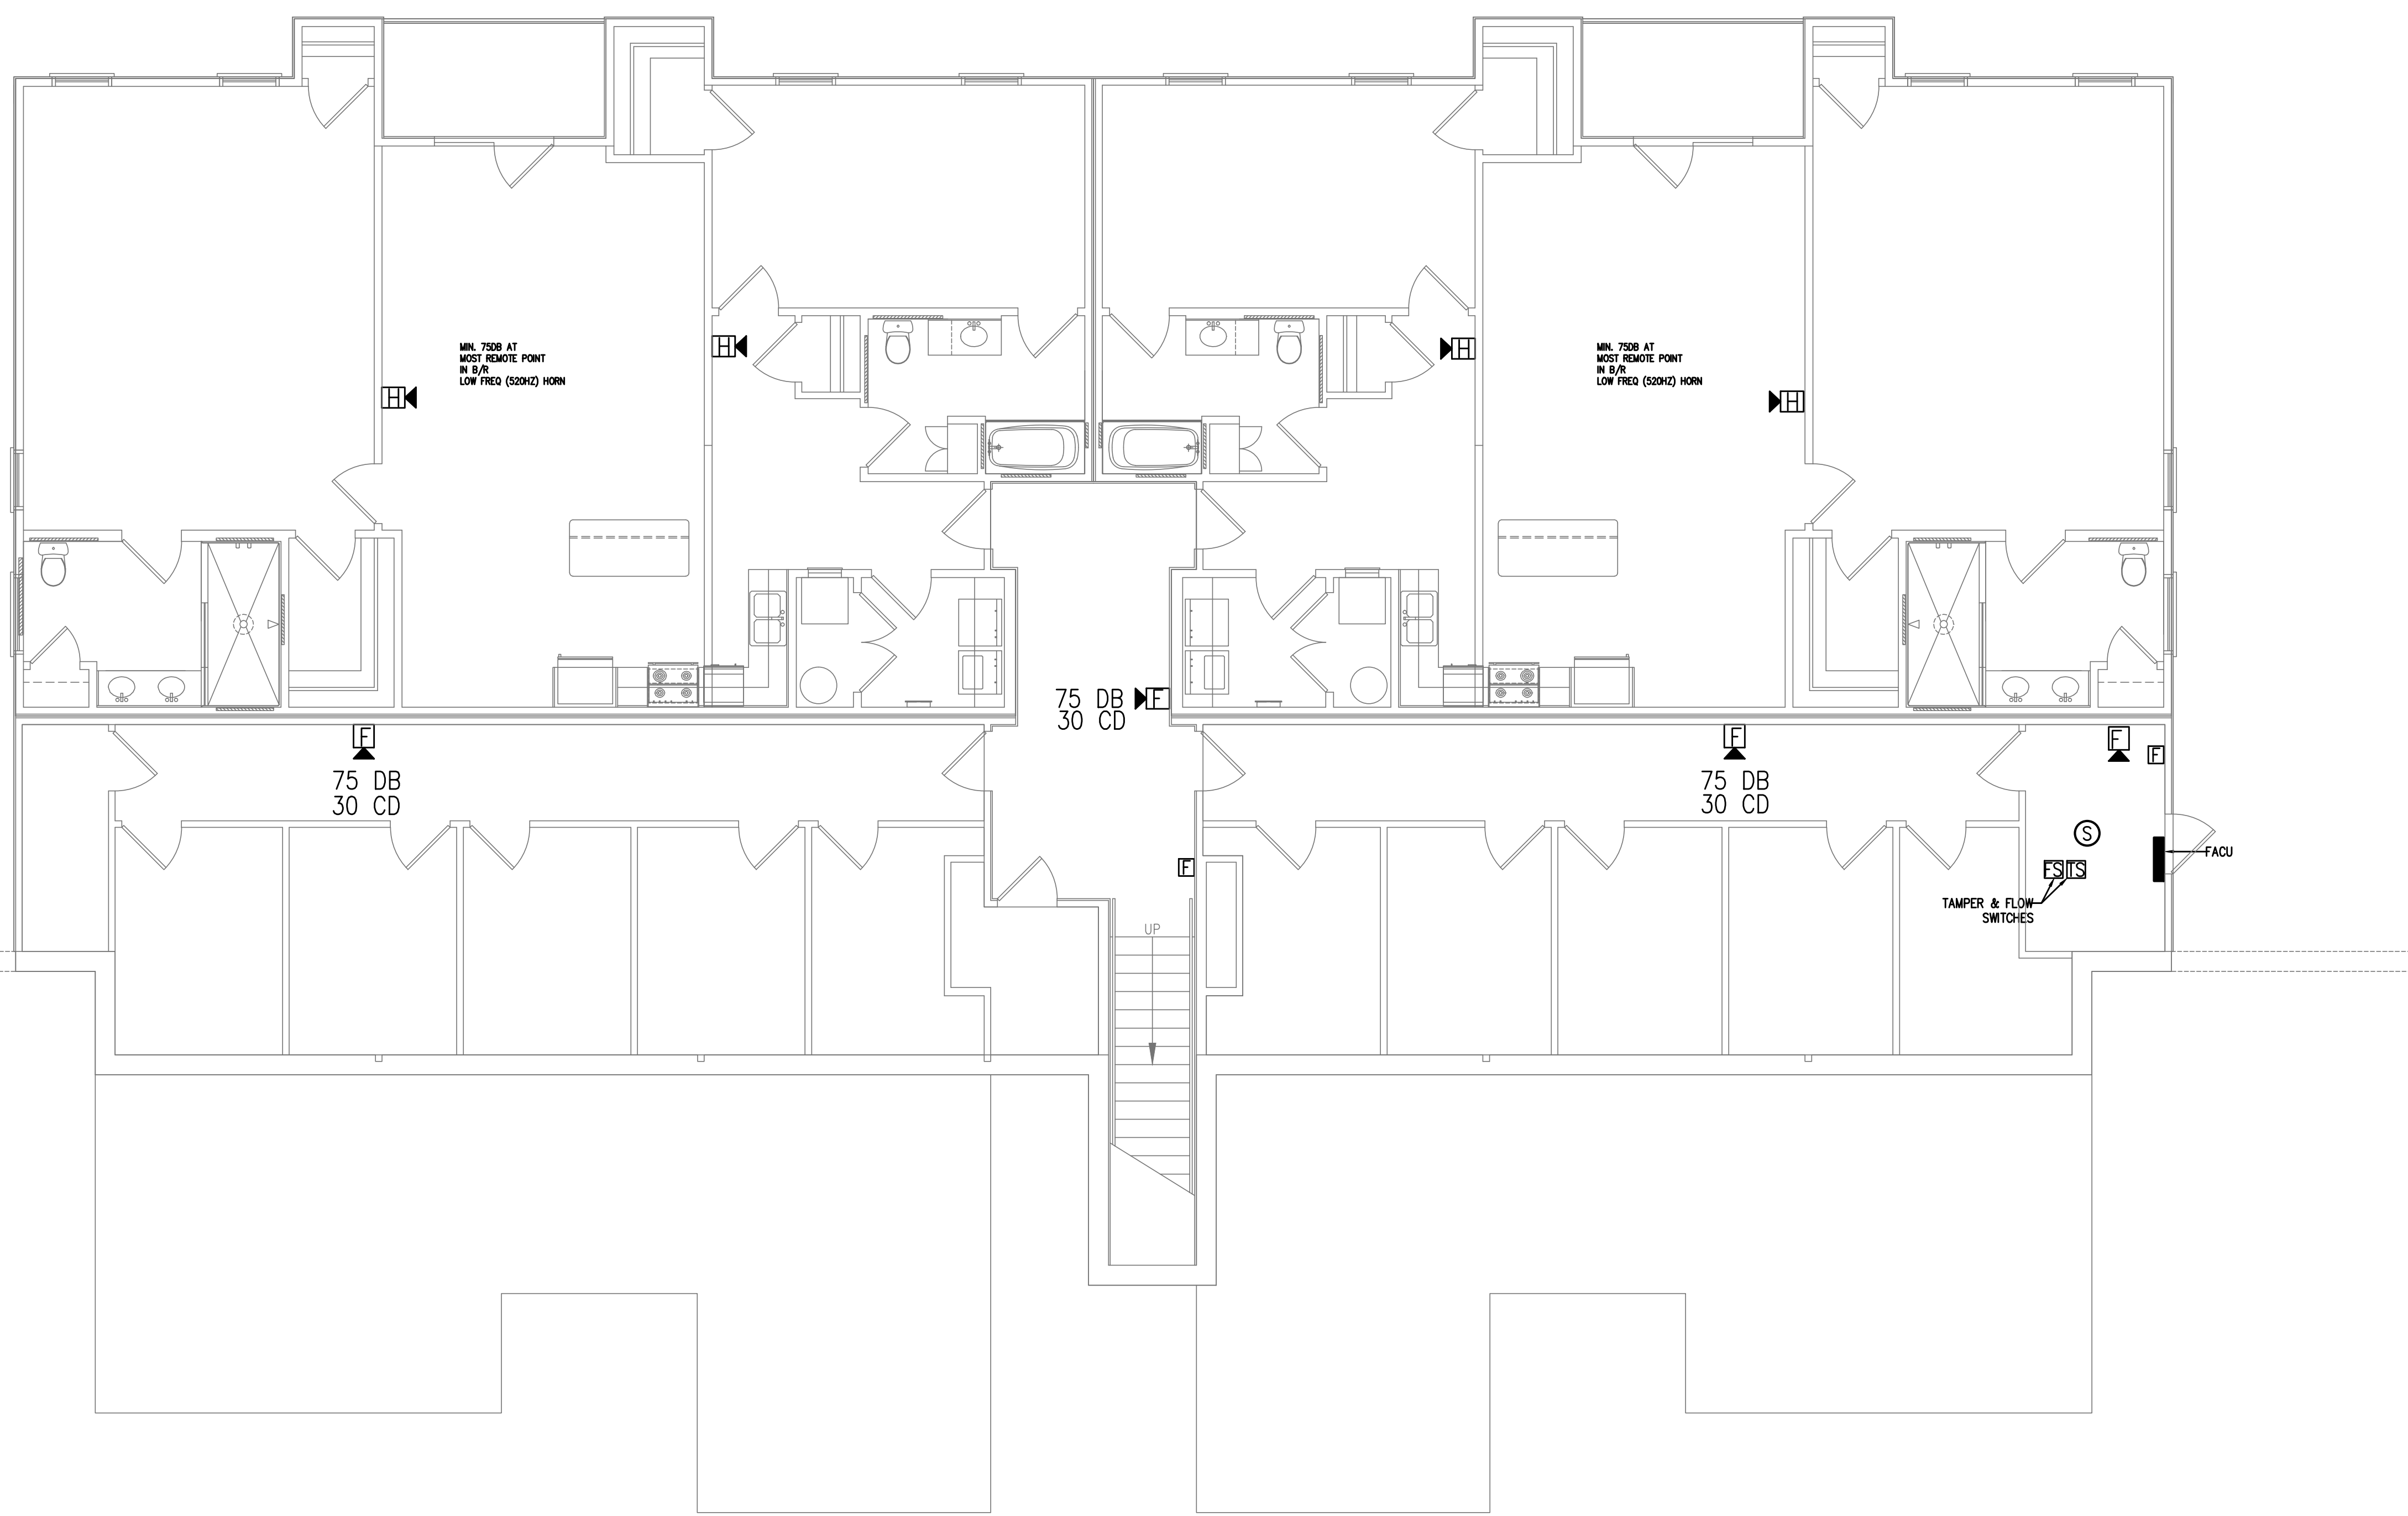 MIN. 75DB AT
MOST REMOTE POINT
IN B/R
LOW FREQ (520HZ) HORN
H
H
H
H
MIN. 75DB AT
MOST REMOTE POINT
IN B/R
LOW FREQ (520HZ) HORN
75 DB
30 CD
F
F
75 DB
30 CD
F
75 DB
30 CD
F
F
S
FACU
FS TS
TAMPER & FLOW
SWITCHES
F
UP